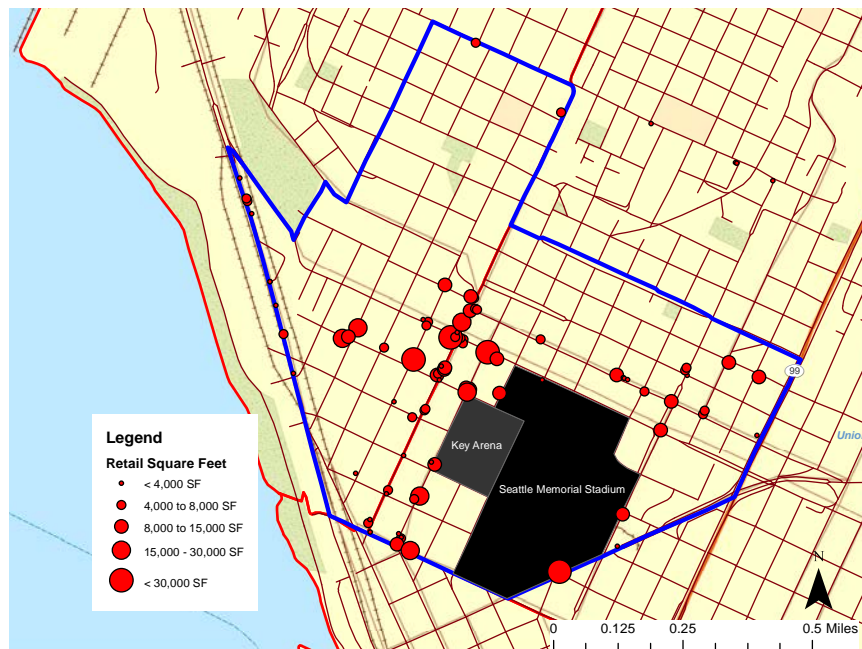 99
Union
Key Arena
Seattle Memorial Stadium
Legend
Retail Square Feet
< 4,000 SF
4,000 to 8,000 SF
8,000 to 15,000 SF
15,000 - 30,000 SF
< 30,000 SF
N
0 0.125 0.25 0.5 Miles